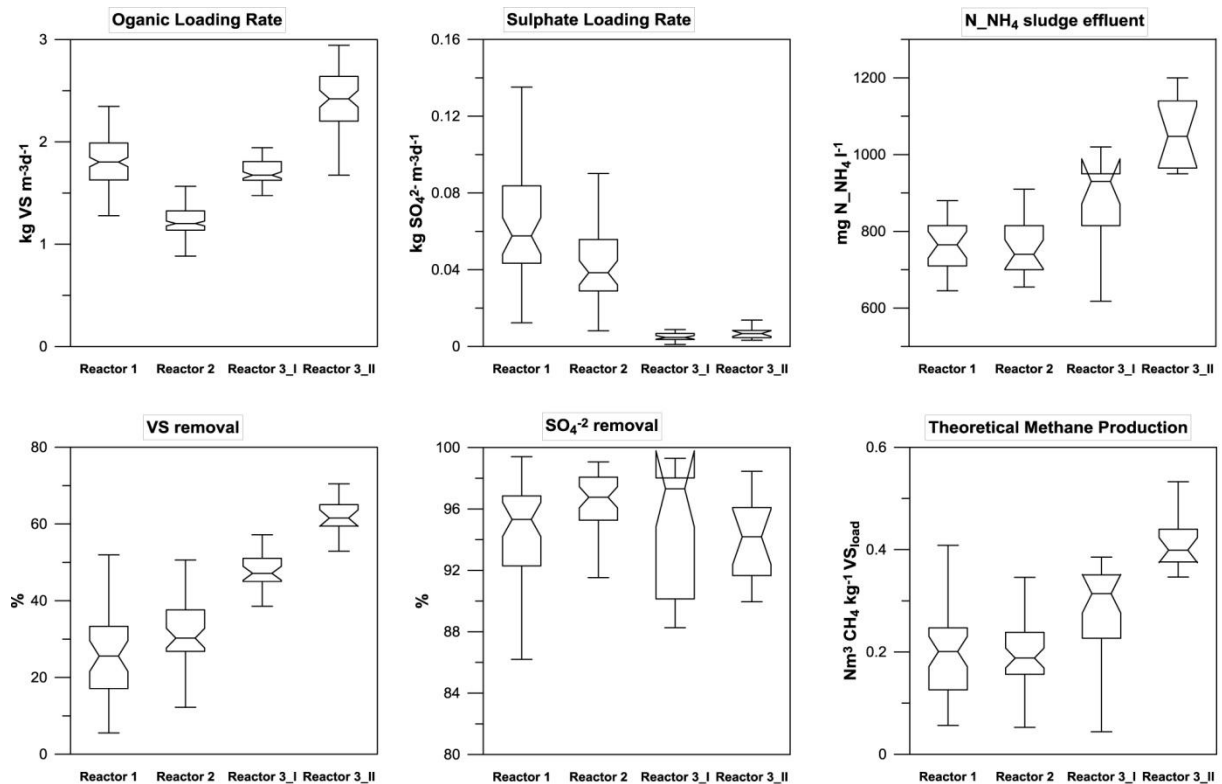 Oganic Loading Rate
kg VS m⁻³d⁻¹
3
2
1
0
Reactor 1 Reactor 2 Reactor 3_I Reactor 3_II
Sulphate Loading Rate
kg SO₄²⁻ m⁻³d⁻¹
0.16
0.12
0.08
0.04
0
Reactor 1 Reactor 2 Reactor 3_I Reactor 3_II
N_NH₄ sludge effluent
mg N_NH₄ l⁻¹
1200
1000
800
600
Reactor 1 Reactor 2 Reactor 3_I Reactor 3_II
VS removal
%
80
60
40
20
0
Reactor 1 Reactor 2 Reactor 3_I Reactor 3_II
SO₄⁻² removal
%
100
96
92
88
94
80
Reactor 1 Reactor 2 Reactor 3_I Reactor 3_II
Theoretical Methane Production
Nm³ CH₄ kg⁻¹ VS_load
0.6
0.4
0.2
0
Reactor 1 Reactor 2 Reactor 3_I Reactor 3_II